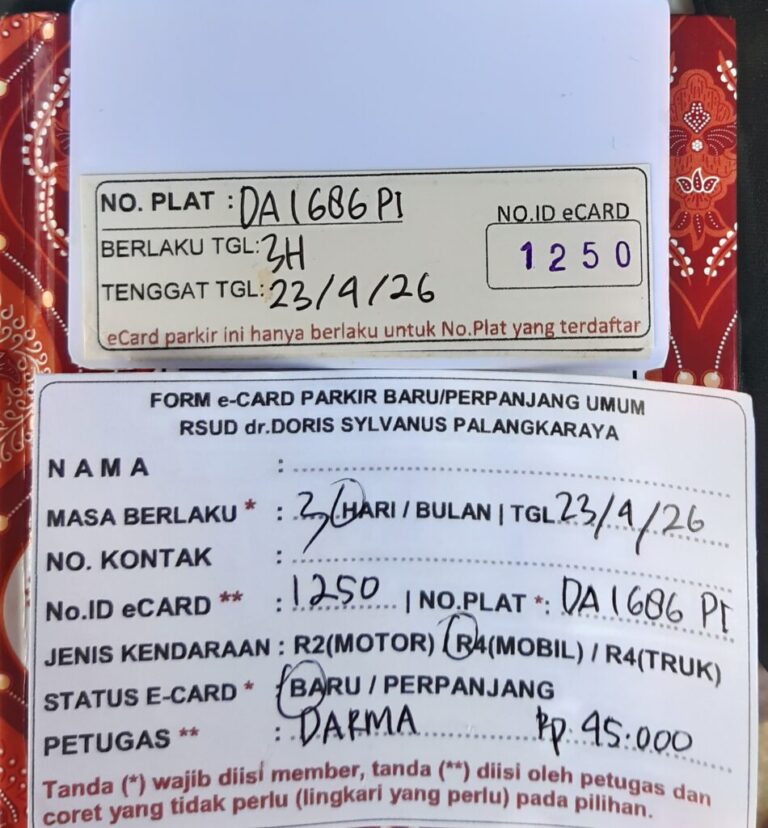 NO. PLAT : DA 1686 PI
NO.ID eCARD
BERLAKU TGL: 3H
1250
TENGGAT TGL: 23/4/26
eCard parkir ini hanya berlaku untuk No.Plat yang terdaftar
FORM e-CARD PARKIR BARU/PERPANJANG UMUM
RSUD dr.DORIS SYLVANUS PALANGKARAYA
NAMA :
MASA BERLAKU * : 3 / HARI / BULAN | TGL 23/4/26
NO. KONTAK :
No.ID eCARD ** : 1250 | NO.PLAT *: DA 1686 PI
JENIS KENDARAAN : R2(MOTOR) / R4(MOBIL) / R4(TRUK)
STATUS E-CARD * : BARU / PERPANJANG
PETUGAS ** : DARMA Rp. 45.000
Tanda (*) wajib diisi member, tanda (**) diisi oleh petugas dan
coret yang tidak perlu (lingkari yang perlu) pada pilihan.